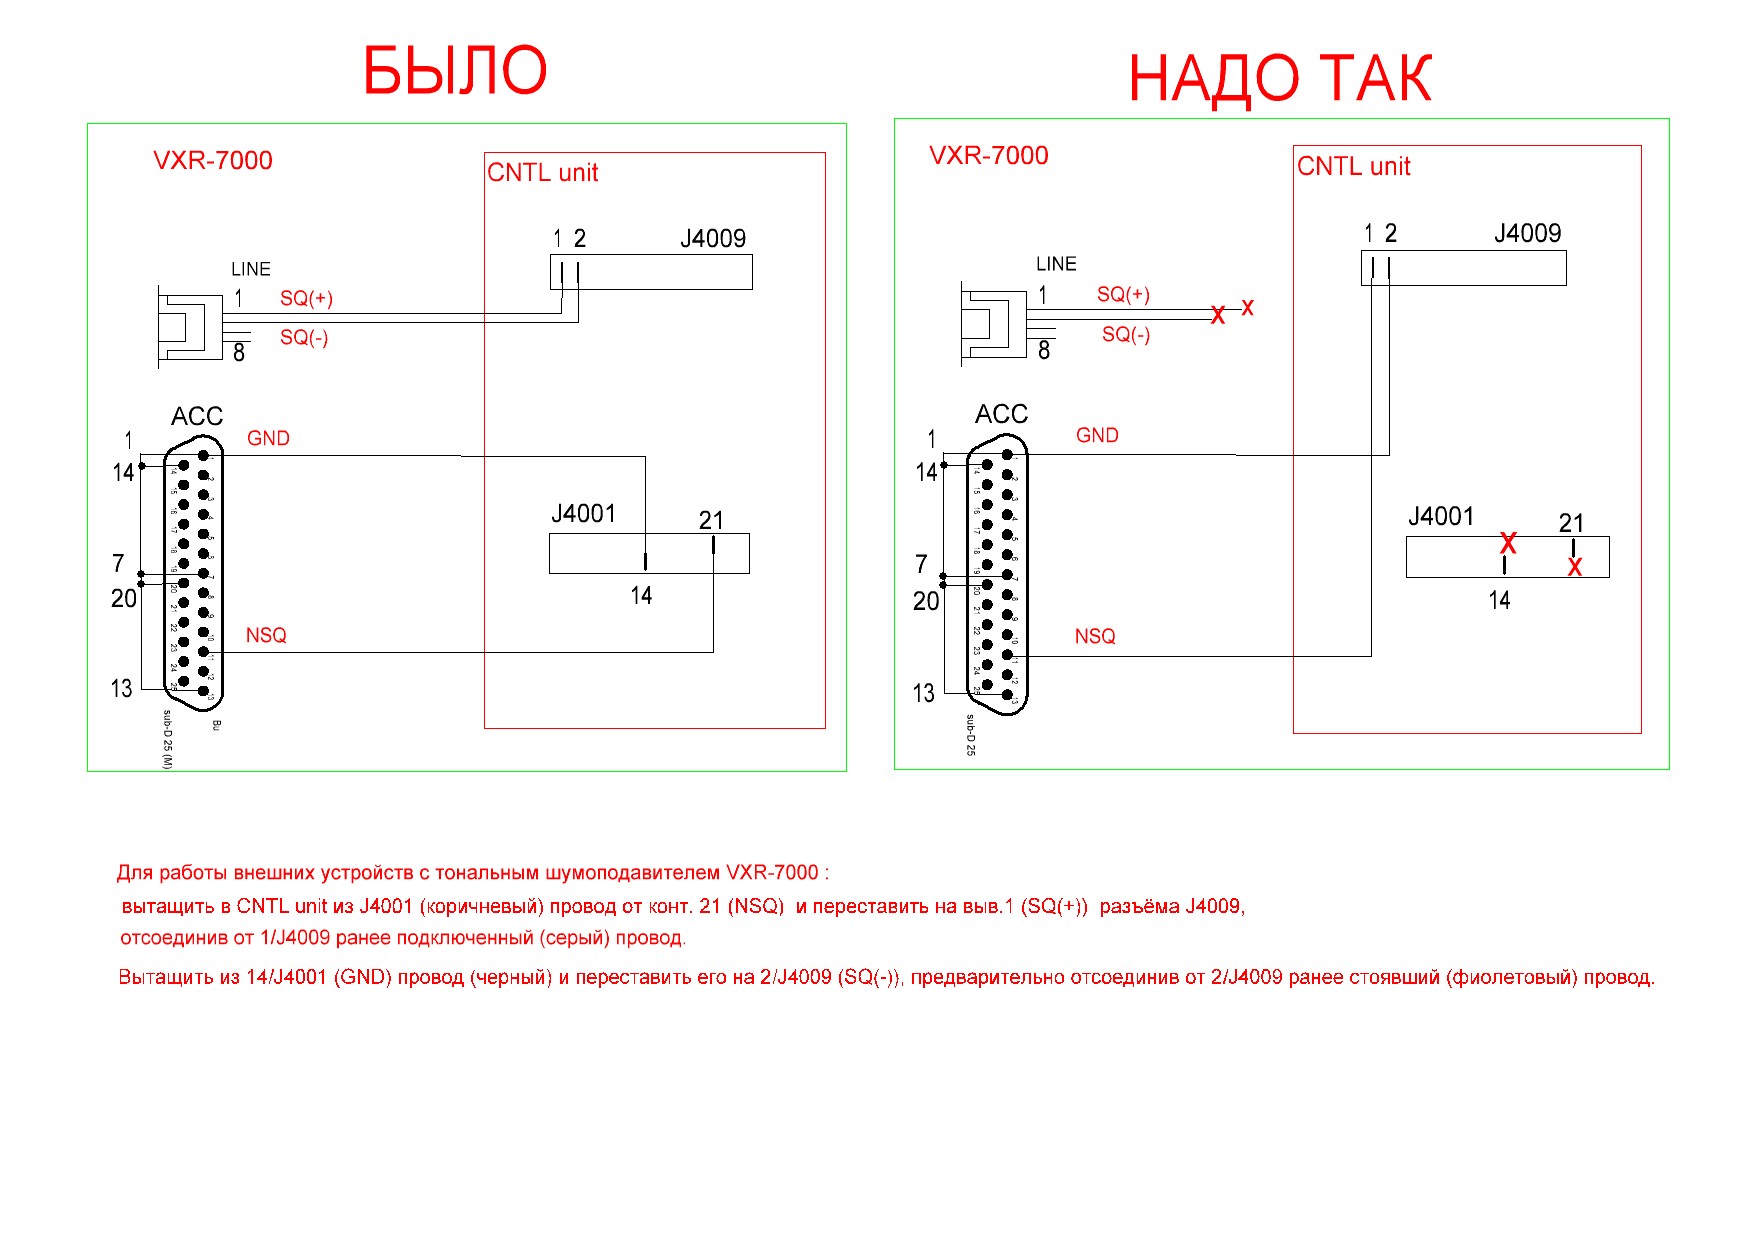 БЫЛО
НАДО ТАК
VXR-7000
CNTL unit
1 2 J4009
LINE
1 SQ(+)
SQ(-)
8
ACC
1 GND
14
J4001 21
7
14
20
NSQ
13
sub-D 25 (M)
Bu
VXR-7000
CNTL unit
1 2 J4009
LINE
1 SQ(+) X X
SQ(-)
8
ACC
1 GND
14
J4001 21
X X
7
14
20
NSQ
13
sub-D 25
Для работы внешних устройств с тональным шумоподавителем VXR-7000 :
вытащить в CNTL unit из J4001 (коричневый) провод от конт. 21 (NSQ) и переставить на выв.1 (SQ(+)) разъёма J4009,
отсоединив от 1/J4009 ранее подключенный (серый) провод.
Вытащить из 14/J4001 (GND) провод (черный) и переставить его на 2/J4009 (SQ(-)), предварительно отсоединив от 2/J4009 ранее стоявший (фиолетовый) провод.